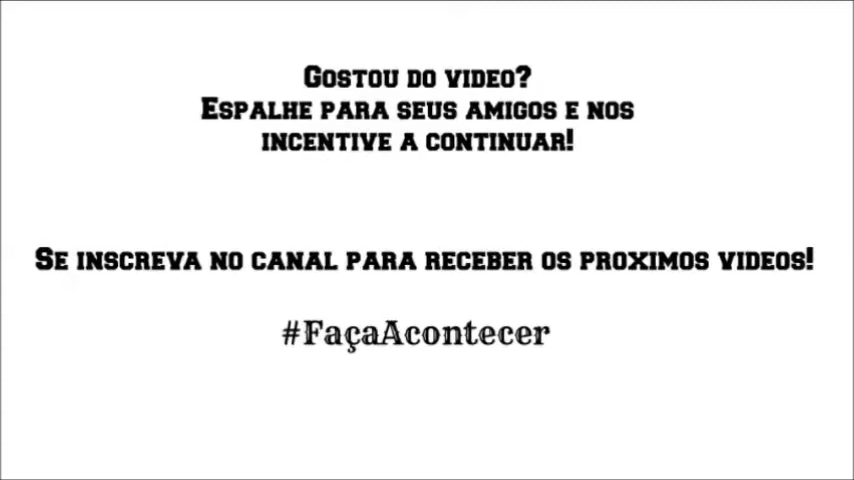 Gostou do video?
Espalhe para seus amigos e nos
incentive a continuar!
Se inscreva no canal para receber os proximos videos!
#FaçaAcontecer